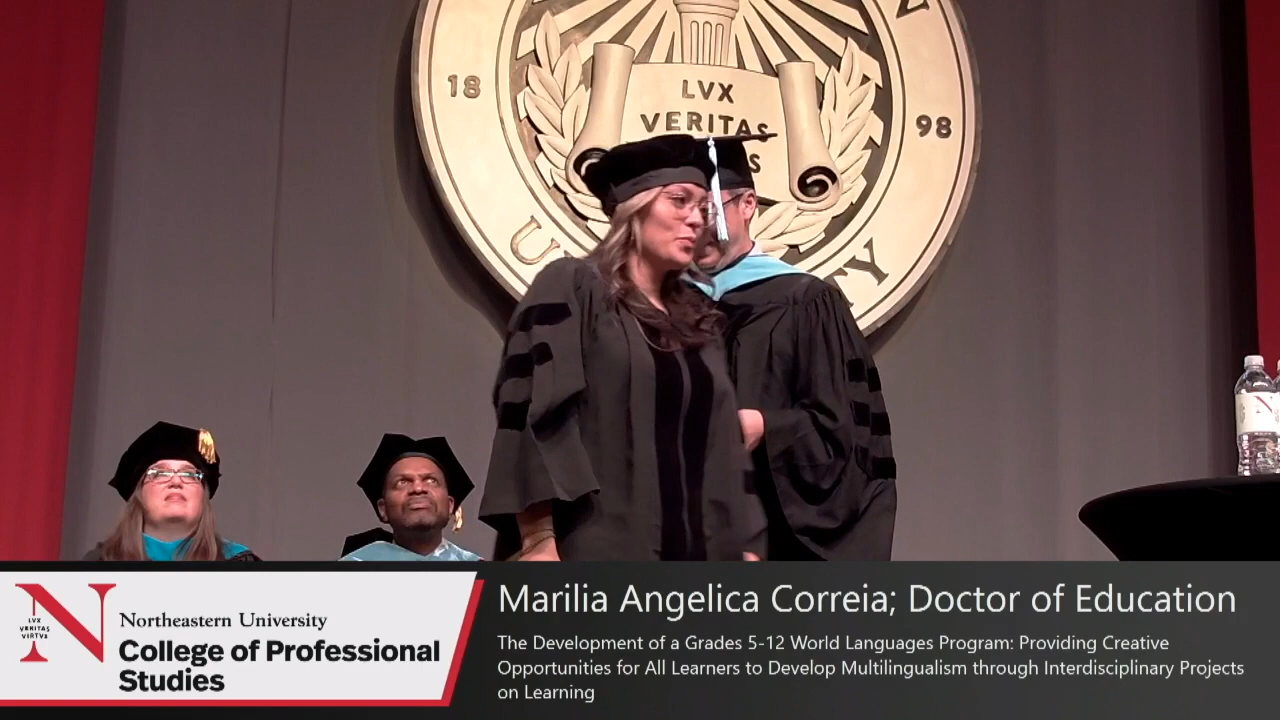 18
98
LVX
VERITAS
Marilia Angelica Correia; Doctor of Education
The Development of a Grades 5-12 World Languages Program: Providing Creative
Opportunities for All Learners to Develop Multilingualism through Interdisciplinary Projects
on Learning
N
LVX
VERITAS
VIRTVS
Northeastern University
College of Professional
Studies